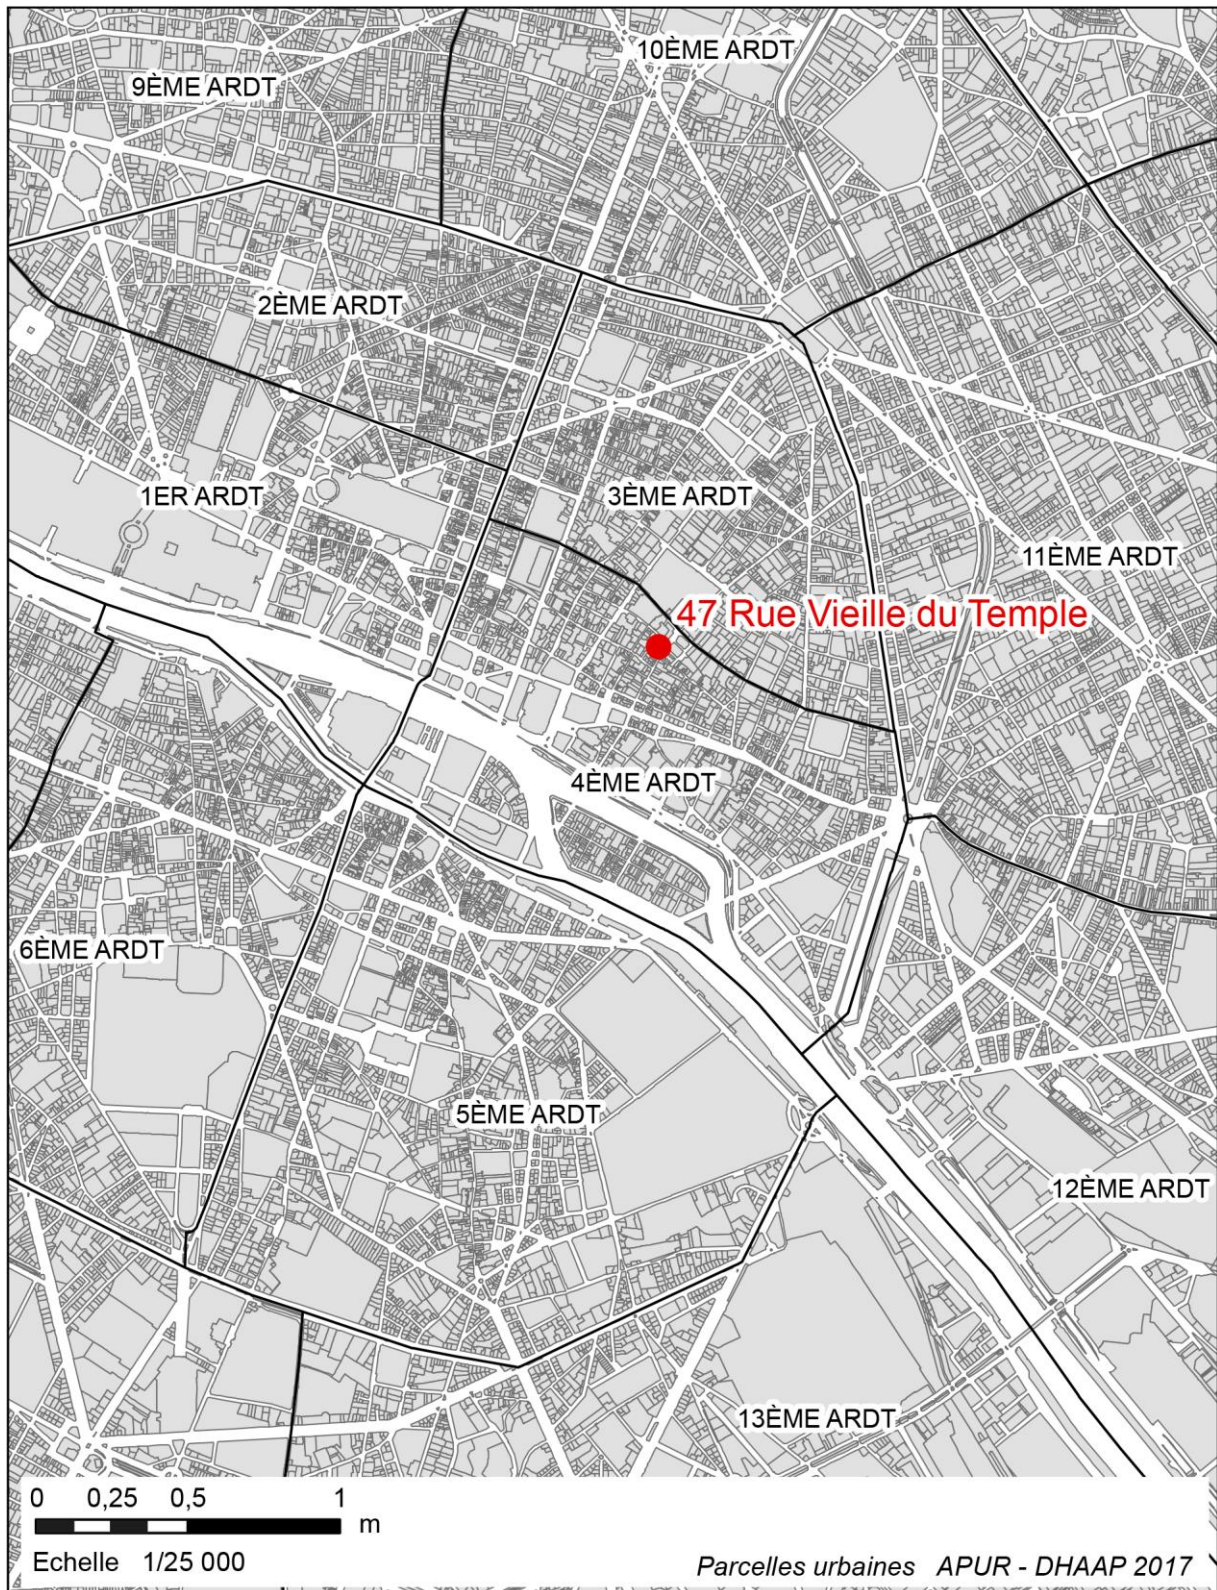 10ÈME ARDT
9ÈME ARDT
2ÈME ARDT
1ER ARDT
3ÈME ARDT
11ÈME ARDT
47 Rue Vieille du Temple
4ÈME ARDT
6ÈME ARDT
5ÈME ARDT
12ÈME ARDT
13ÈME ARDT
0 0,25 0,5 1
m
Echelle 1/25 000
Parcelles urbaines APUR - DHAAP 2017